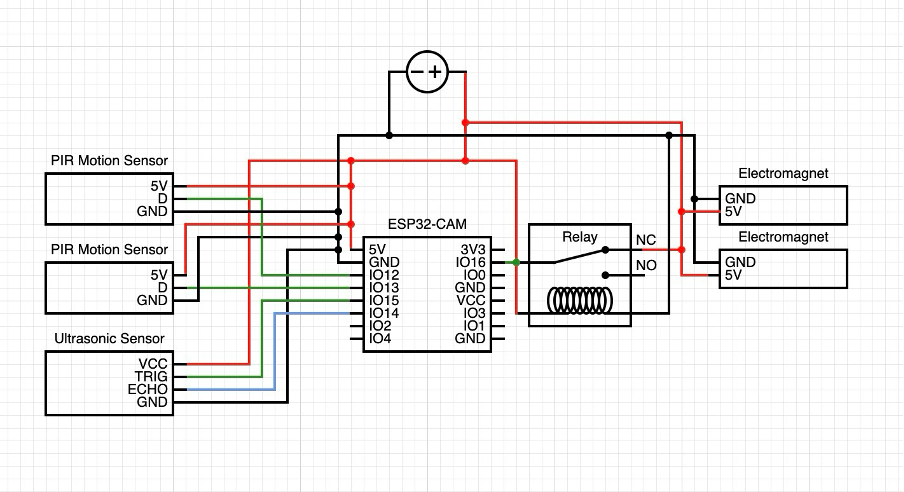 − +
PIR Motion Sensor
5V
D
GND
PIR Motion Sensor
5V
D
GND
Ultrasonic Sensor
VCC
TRIG
ECHO
GND
ESP32-CAM
5V
GND
IO12
IO13
IO15
IO14
IO2
IO4
3V3
IO16
IO0
GND
VCC
IO3
IO1
GND
Relay
NC
NO
Electromagnet
GND
5V
Electromagnet
GND
5V